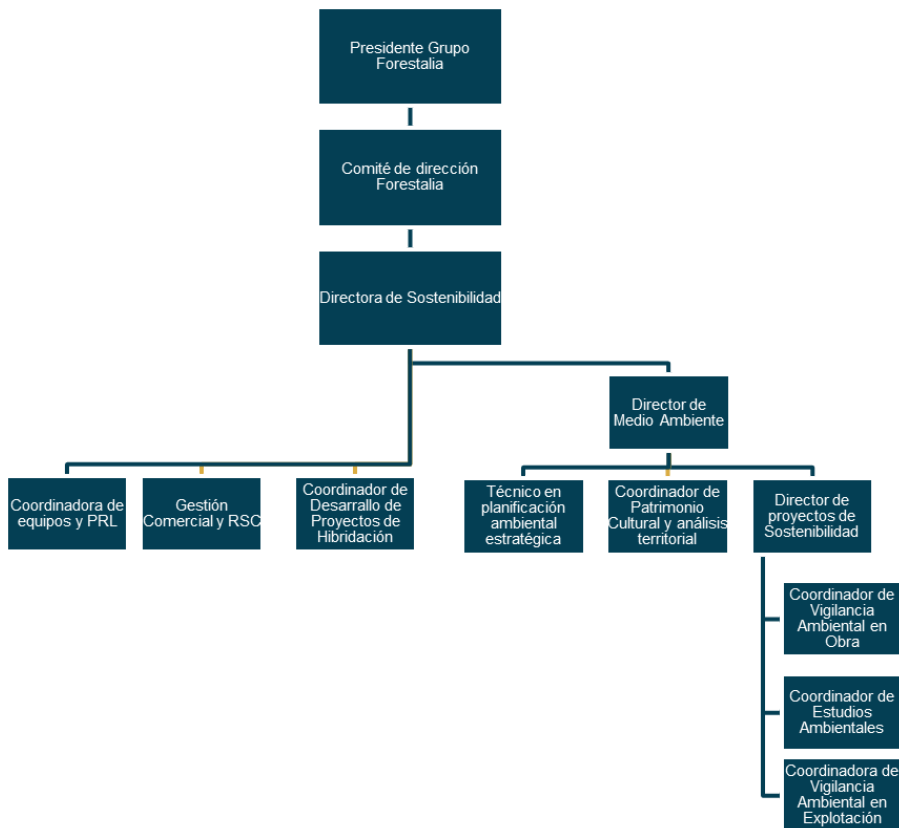 Presidente Grupo
Forestalia
Comité de dirección
Forestalia
Directora de Sostenibilidad
Director de
Medio Ambiente
Coordinadora de
equipos y PRL
Gestión
Comercial y RSC
Coordinador de
Desarrallo de
Proyectos de
Hibridación
Técnico en
planificación
ambiental
estratégica
Coordinador de
Patrimonio
Cultural y análisis
territorial
Director de
proyectos de
Sostenibilidad
Coordinador de
Vigilancia
Ambiental en
Obra
Coordinador de
Estudios
Ambientales
Coordinadora de
Vigilancia
Ambiental en
Explotación